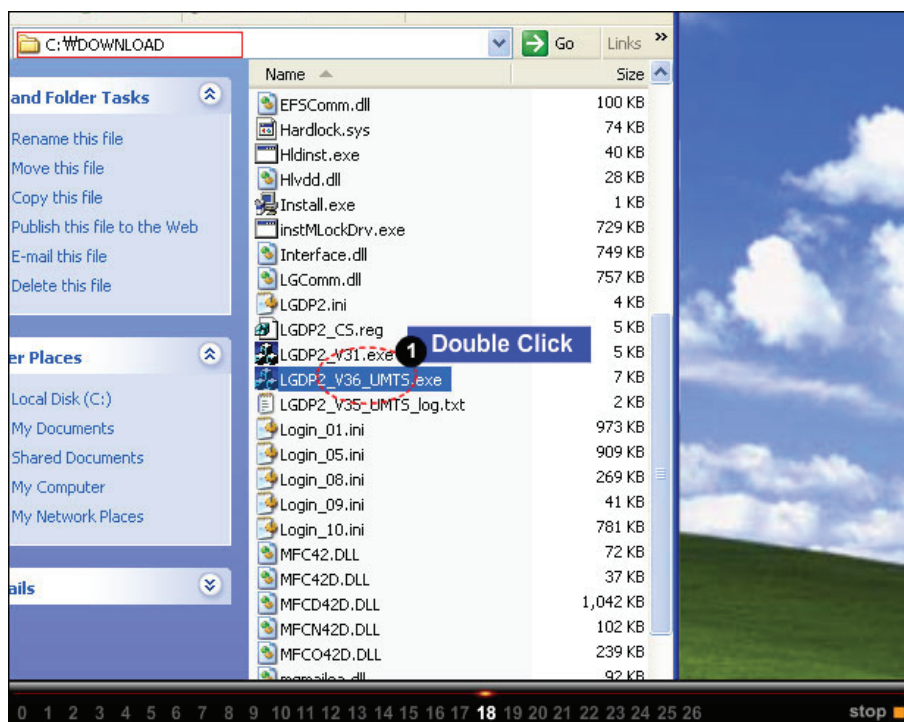 C:₩DOWNLOAD Go Links »
Name Size
and Folder Tasks
Rename this file
Move this file
Copy this file
Publish this file to the Web
E-mail this file
Delete this file
er Places
Local Disk (C:)
My Documents
Shared Documents
My Computer
My Network Places
ails
EFSComm.dll 100 KB
Hardlock.sys 74 KB
Hldinst.exe 40 KB
Hlvdd.dll 28 KB
Install.exe 1 KB
instMLockDrv.exe 729 KB
Interface.dll 749 KB
LGComm.dll 757 KB
LGDP2.ini 4 KB
LGDP2_CS.reg 5 KB
LGDP2_V31.exe 5 KB
1 Double Click
LGDP2_V36_UMTS.exe 7 KB
LGDP2_V35_UMTS_log.txt 2 KB
Login_01.ini 973 KB
Login_05.ini 909 KB
Login_08.ini 269 KB
Login_09.ini 41 KB
Login_10.ini 781 KB
MFC42.DLL 72 KB
MFC42D.DLL 37 KB
MFCD42D.DLL 1,042 KB
MFCN42D.DLL 102 KB
MFCO42D.DLL 239 KB
92 KB
0 1 2 3 4 5 6 7 8 9 10 11 12 13 14 15 16 17 18 19 20 21 22 23 24 25 26 stop